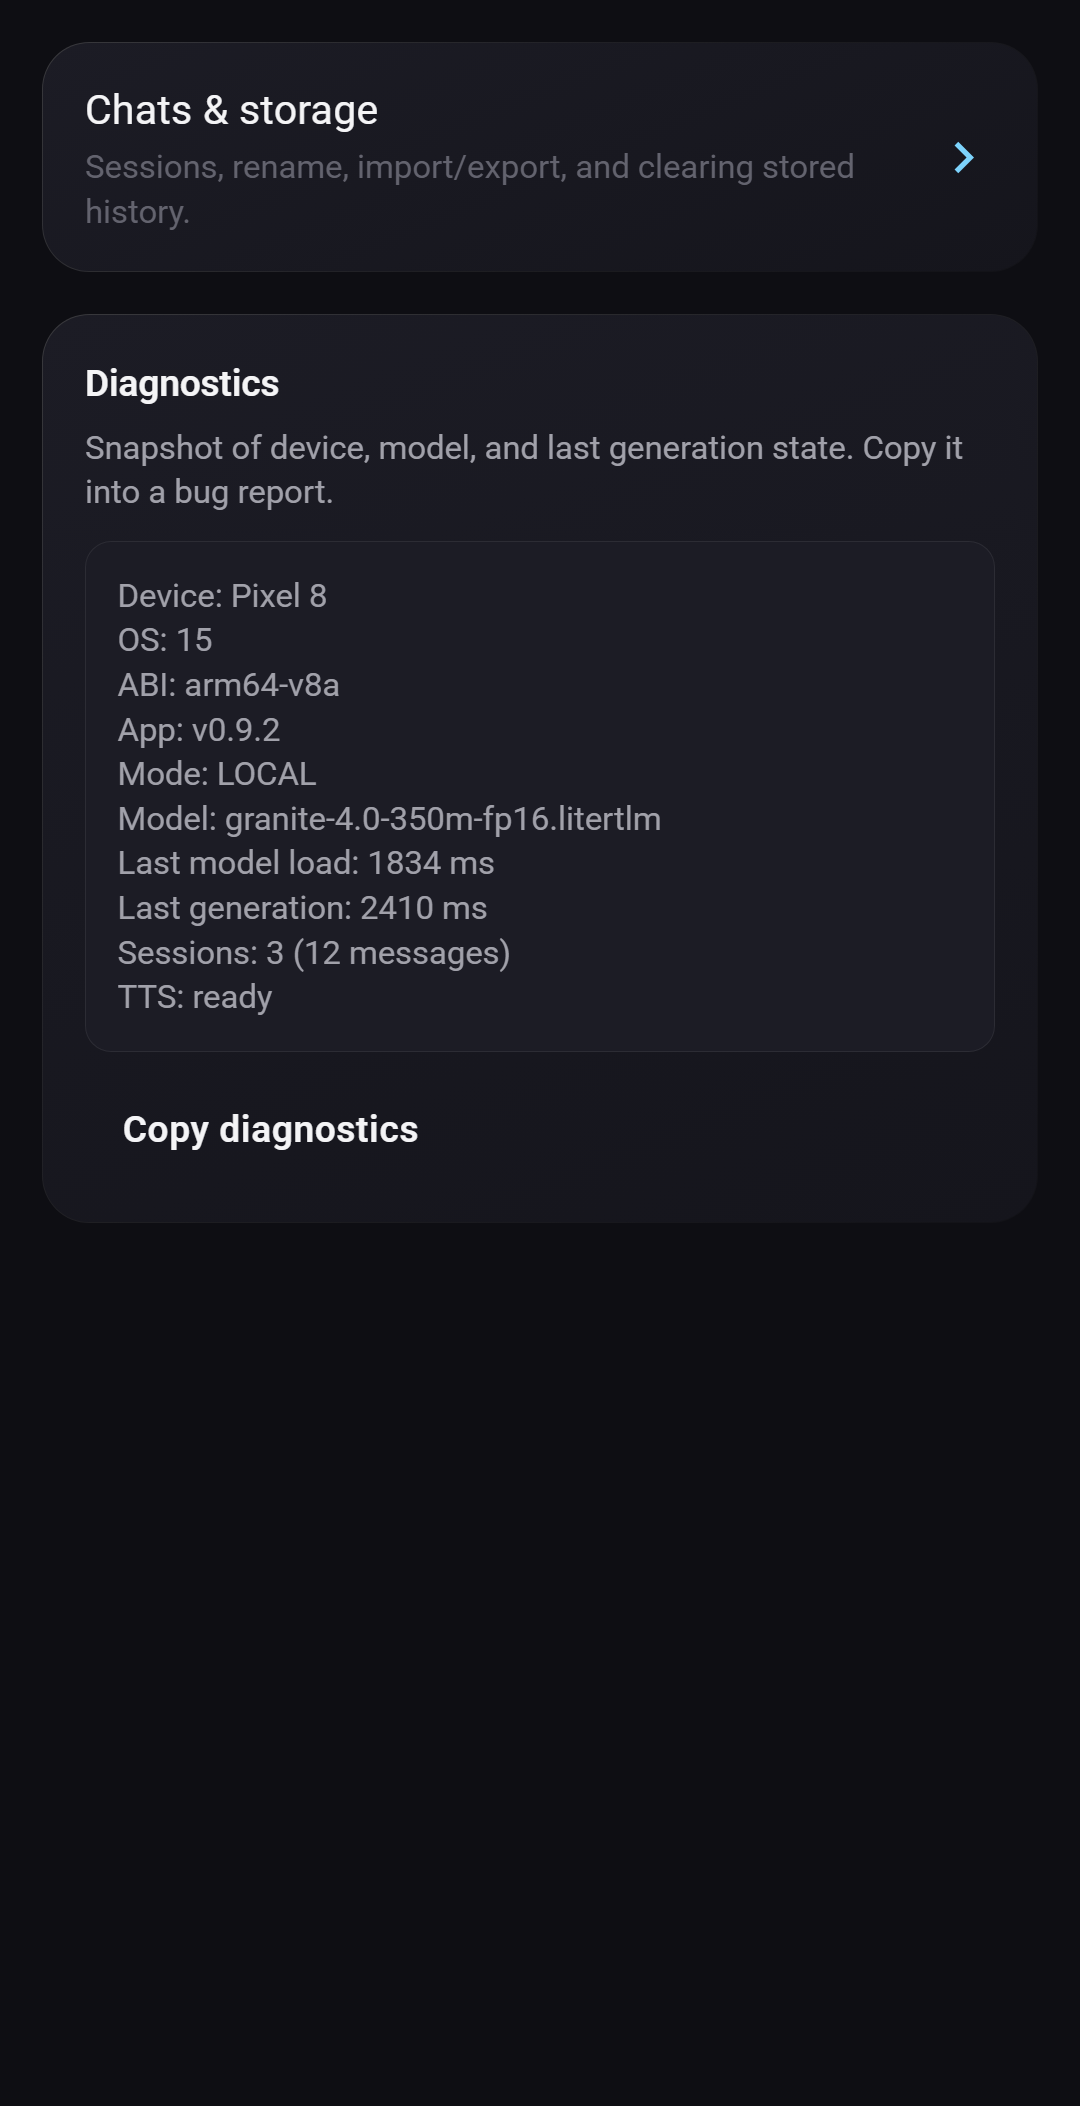 Chats & storage
Sessions, rename, import/export, and clearing stored
history.
Diagnostics
Snapshot of device, model, and last generation state. Copy it
into a bug report.
Device: Pixel 8
OS: 15
ABI: arm64-v8a
App: v0.9.2
Mode: LOCAL
Model: granite-4.0-350m-fp16.litertlm
Last model load: 1834 ms
Last generation: 2410 ms
Sessions: 3 (12 messages)
TTS: ready
Copy diagnostics